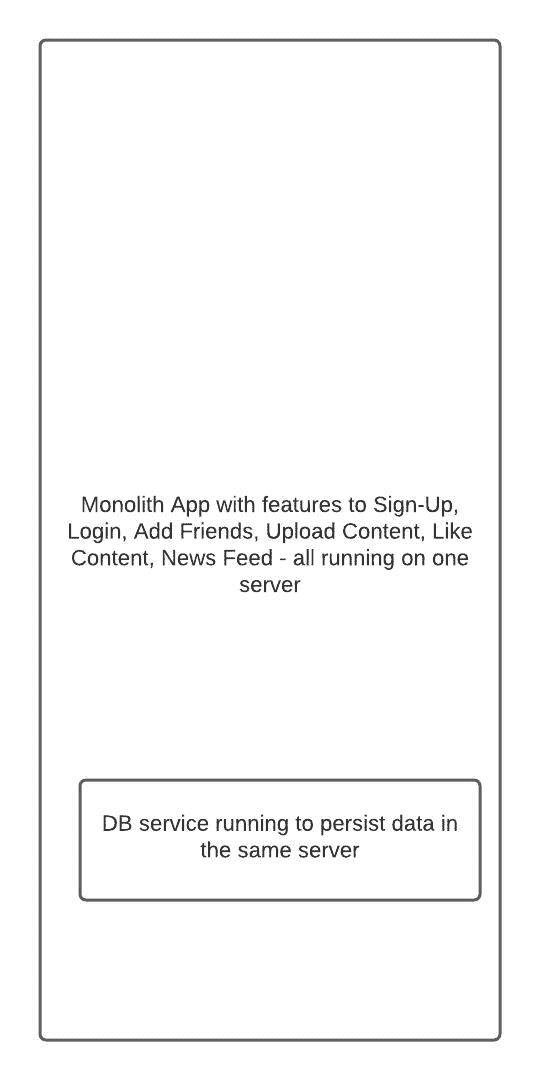 Monolith App with features to Sign-Up,
Login, Add Friends, Upload Content, Like
Content, News Feed - all running on one
server
DB service running to persist data in
the same server